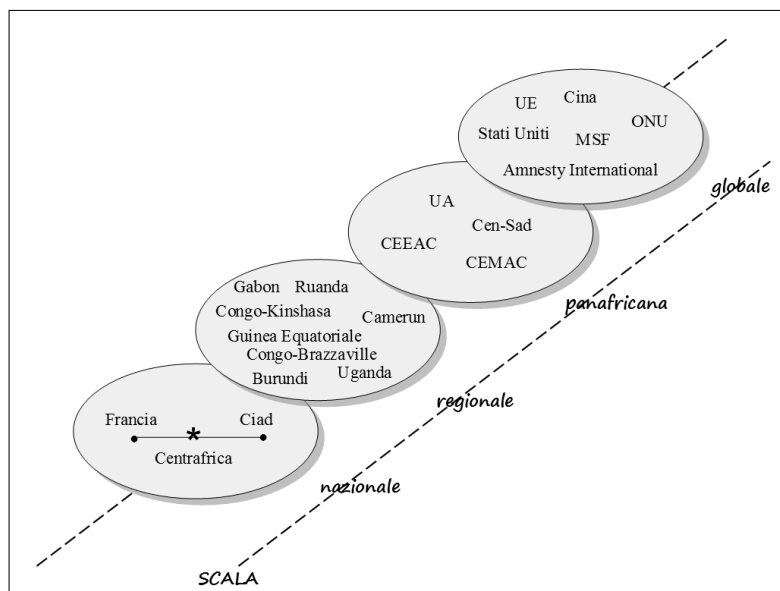 UE Cina
ONU
Stati Uniti MSF
Amnesty International
globale
UA
Cen-Sad
CEEAC
CEMAC
panafricana
Gabon Ruanda
Congo-Kinshasa
Camerun
Guinea Equatoriale
Congo-Brazzaville
Burundi Uganda
regionale
Francia Ciad
*
Centrafrica
nazionale
SCALA